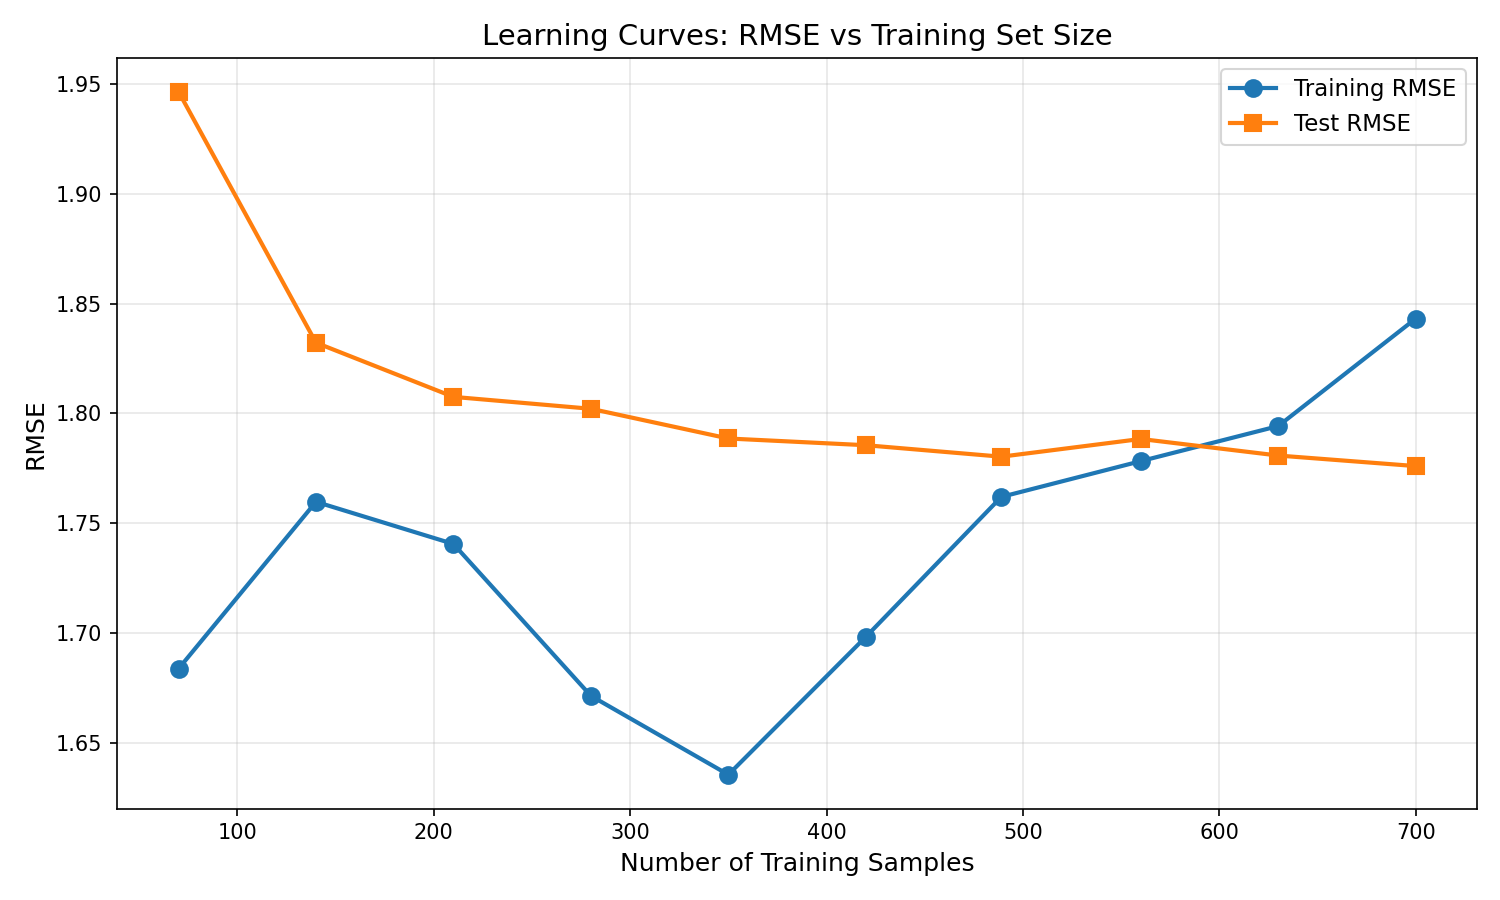 Learning Curves: RMSE vs Training Set Size
Training RMSE
Test RMSE
RMSE
1.95
1.90
1.85
1.80
1.75
1.70
1.65
100 200 300 400 500 600 700
Number of Training Samples